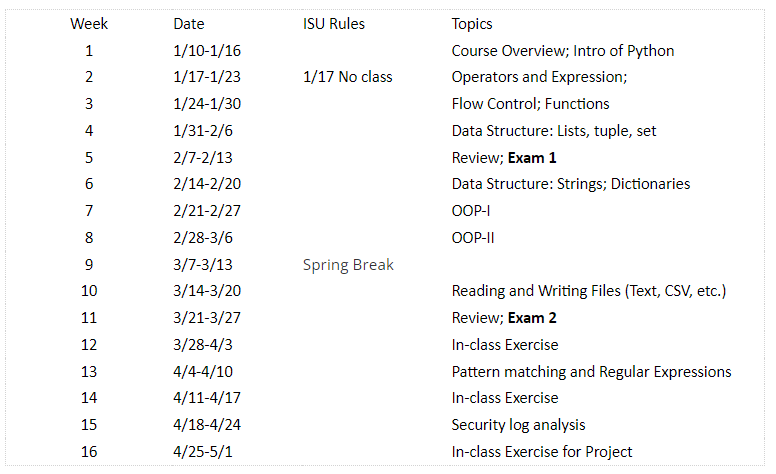 Week Date ISU Rules Topics
1 1/10-1/16 Course Overview; Intro of Python
2 1/17-1/23 1/17 No class Operators and Expression;
3 1/24-1/30 Flow Control; Functions
4 1/31-2/6 Data Structure: Lists, tuple, set
5 2/7-2/13 Review; Exam 1
6 2/14-2/20 Data Structure: Strings; Dictionaries
7 2/21-2/27 OOP-I
8 2/28-3/6 OOP-II
9 3/7-3/13 Spring Break
10 3/14-3/20 Reading and Writing Files (Text, CSV, etc.)
11 3/21-3/27 Review; Exam 2
12 3/28-4/3 In-class Exercise
13 4/4-4/10 Pattern matching and Regular Expressions
14 4/11-4/17 In-class Exercise
15 4/18-4/24 Security log analysis
16 4/25-5/1 In-class Exercise for Project